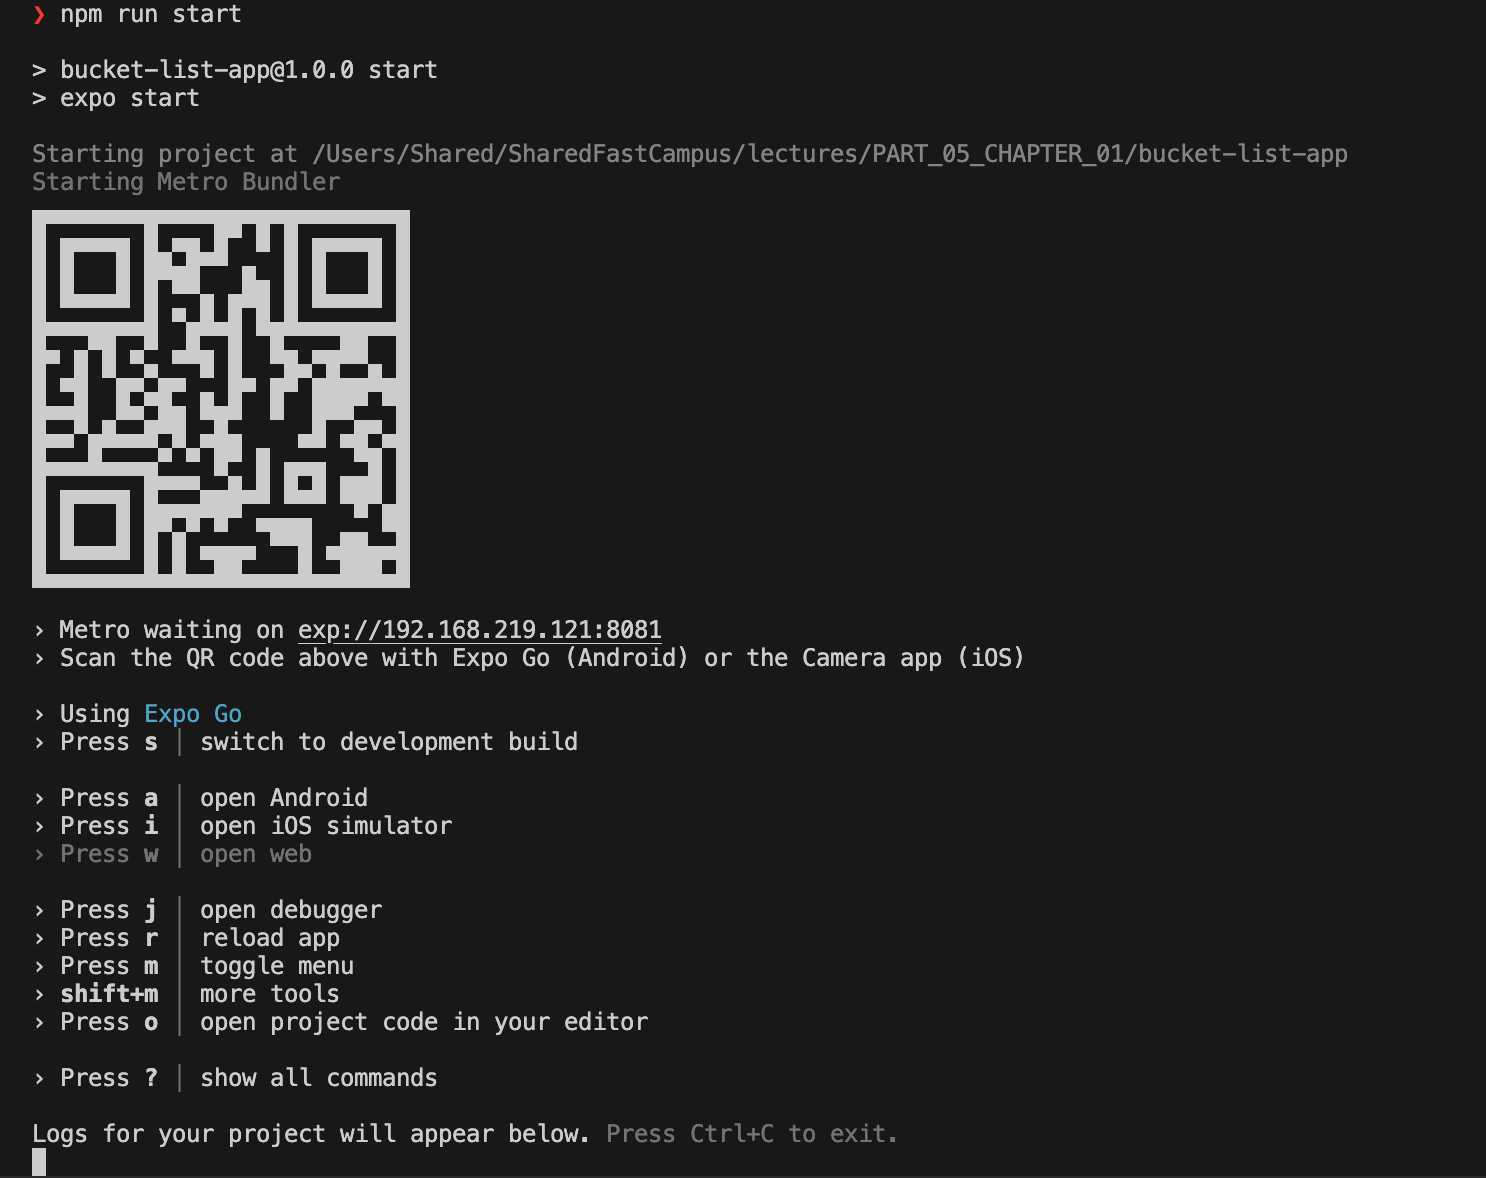 ❯ npm run start
> bucket-list-app@1.0.0 start
> expo start
Starting project at /Users/Shared/SharedFastCampus/lectures/PART_05_CHAPTER_01/bucket-list-app
Starting Metro Bundler
› Metro waiting on exp://192.168.219.121:8081
› Scan the QR code above with Expo Go (Android) or the Camera app (iOS)
› Using Expo Go
› Press s │ switch to development build
› Press a │ open Android
› Press i │ open iOS simulator
› Press w │ open web
› Press j │ open debugger
› Press r │ reload app
› Press m │ toggle menu
› shift+m │ more tools
› Press o │ open project code in your editor
› Press ? │ show all commands
Logs for your project will appear below. Press Ctrl+C to exit.